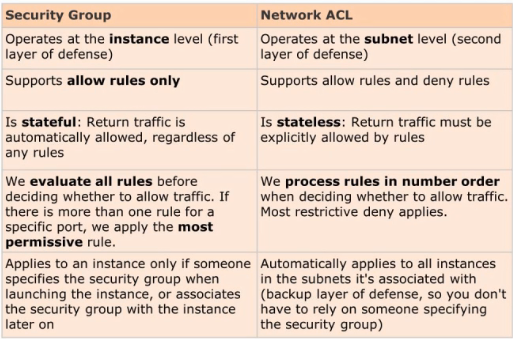 Security Group
Network ACL
Operates at the instance level (first
layer of defense)
Operates at the subnet level (second
layer of defense)
Supports allow rules only
Supports allow rules and deny rules
Is stateful: Return traffic is
automatically allowed, regardless of
any rules
Is stateless: Return traffic must be
explicitly allowed by rules
We evaluate all rules before
deciding whether to allow traffic. If
there is more than one rule for a
specific port, we apply the most
permissive rule.
We process rules in number order
when deciding whether to allow traffic.
Most restrictive deny applies.
Applies to an instance only if someone
specifies the security group when
launching the instance, or associates
the security group with the instance
later on
Automatically applies to all instances
in the subnets it's associated with
(backup layer of defense, so you don't
have to rely on someone specifying
the security group)